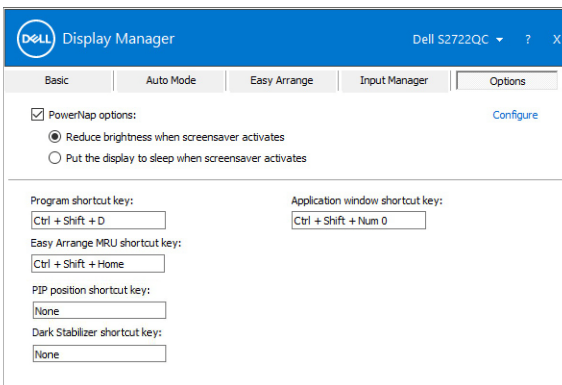 DELL Display Manager Dell S2722QC ? X
Basic Auto Mode Easy Arrange Input Manager Options
PowerNap options: Configure
Reduce brightness when screensaver activates
Put the display to sleep when screensaver activates
Program shortcut key: Application window shortcut key:
Ctrl + Shift + D Ctrl + Shift + Num 0
Easy Arrange MRU shortcut key:
Ctrl + Shift + Home
PIP position shortcut key:
None
Dark Stabilizer shortcut key:
None